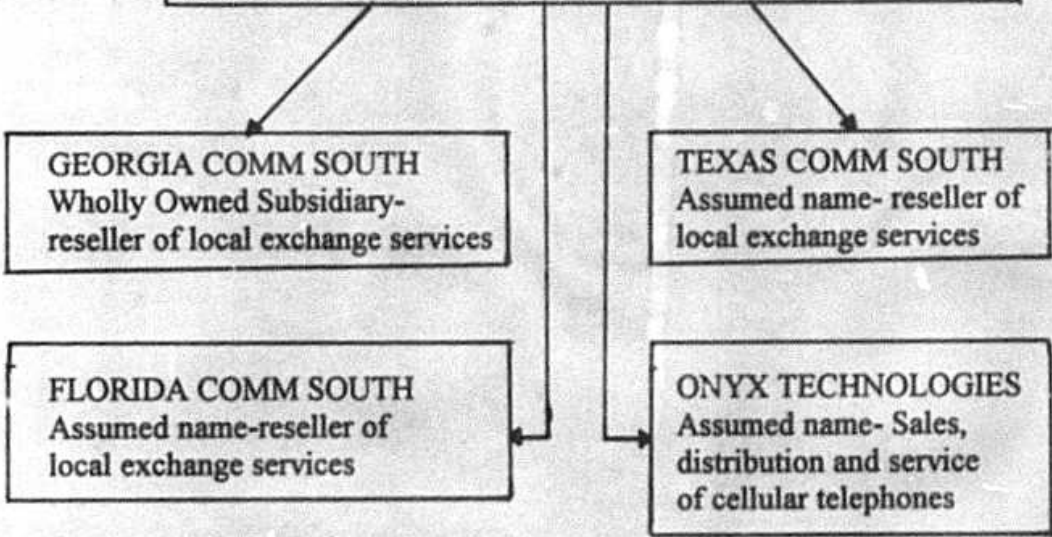 GEORGIA COMM SOUTH
Wholly Owned Subsidiary-
reseller of local exchange services
TEXAS COMM SOUTH
Assumed name- reseller of
local exchange services
FLORIDA COMM SOUTH
Assumed name-reseller of
local exchange services
ONYX TECHNOLOGIES
Assumed name- Sales,
distribution and service
of cellular telephones